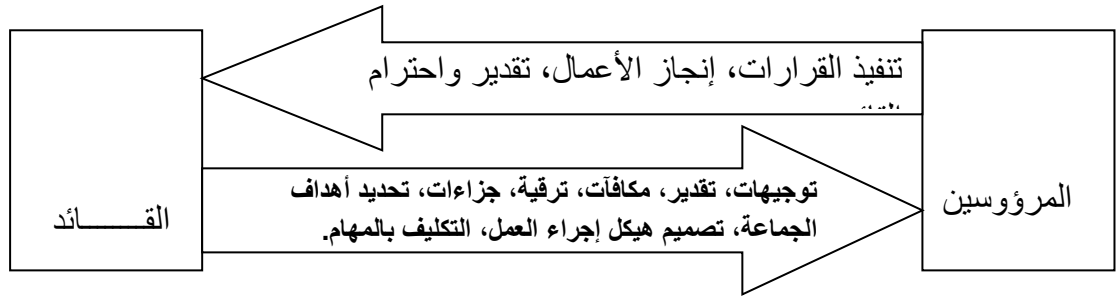 تنفيذ القرارات، إنجاز الأعمال، تقدير واحترام
المرؤوسين
توجيهات، تقدير، مكافآت، ترقية، جزاءات، تحديد أهداف
الجماعة، تصميم هيكل إجراء العمل، التكليف بالمهام.
القـــــــائد